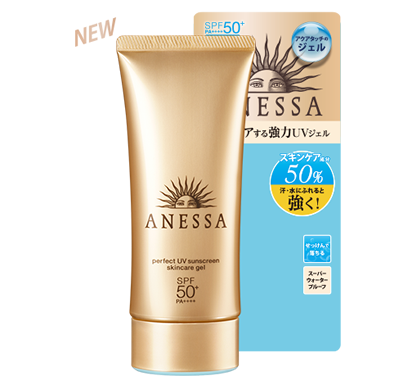 NEW
SPF 50+
PA++++
アクアタッチの
ジェル
NESSA
アする強力UVジェル
スキンケア成分
50%
汗・水にふれると
強く!
せっけんで
落ちる
スーパー
ウォーター
プルーフ
ANESSA
perfect UV sunscreen
skincare gel
SPF
50+
PA++++